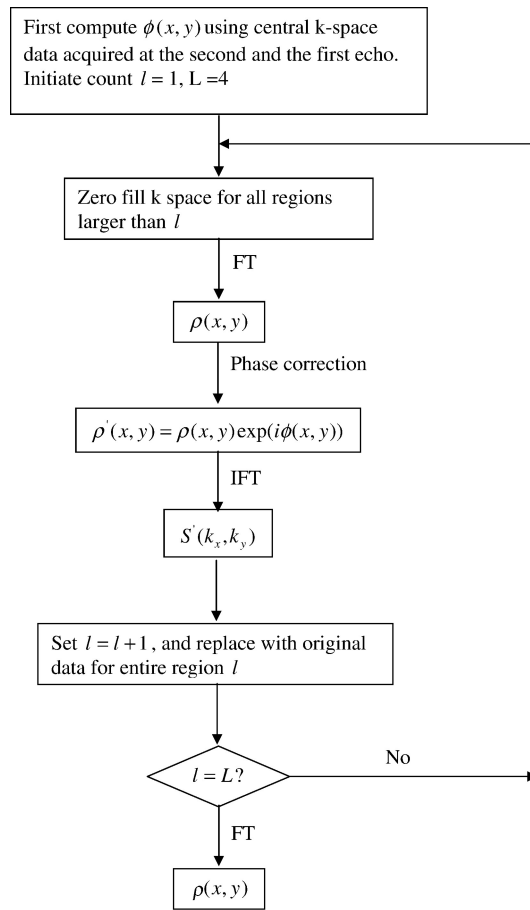 First compute ϕ(x, y) using central k-space
data acquired at the second and the first echo.
Initiate count l = 1, L =4
Zero fill k space for all regions
larger than l
FT
ρ(x, y)
Phase correction
ρ'(x, y) = ρ(x, y)exp(iϕ(x, y))
IFT
S'(kₓ,k_y)
Set l = l +1, and replace with original
data for entire region l
l = L?
No
FT
ρ(x, y)